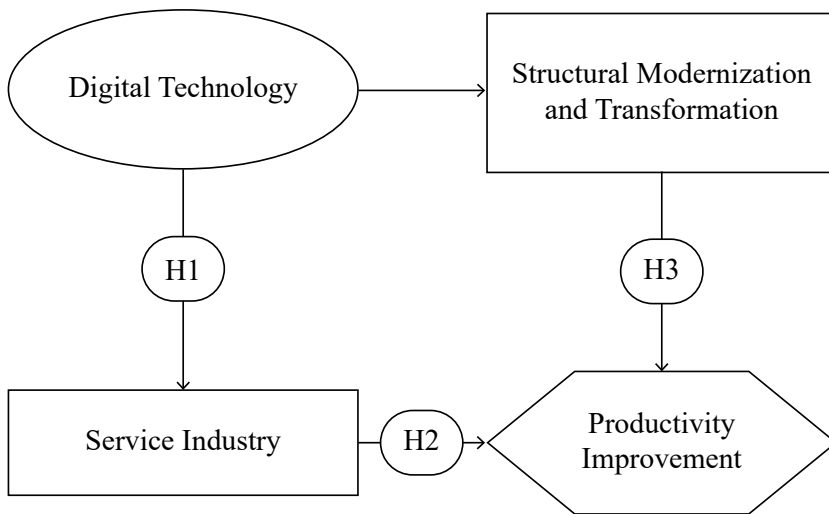 Digital Technology
Structural Modernization
and Transformation
H1
H3
Service Industry
H2
Productivity
Improvement